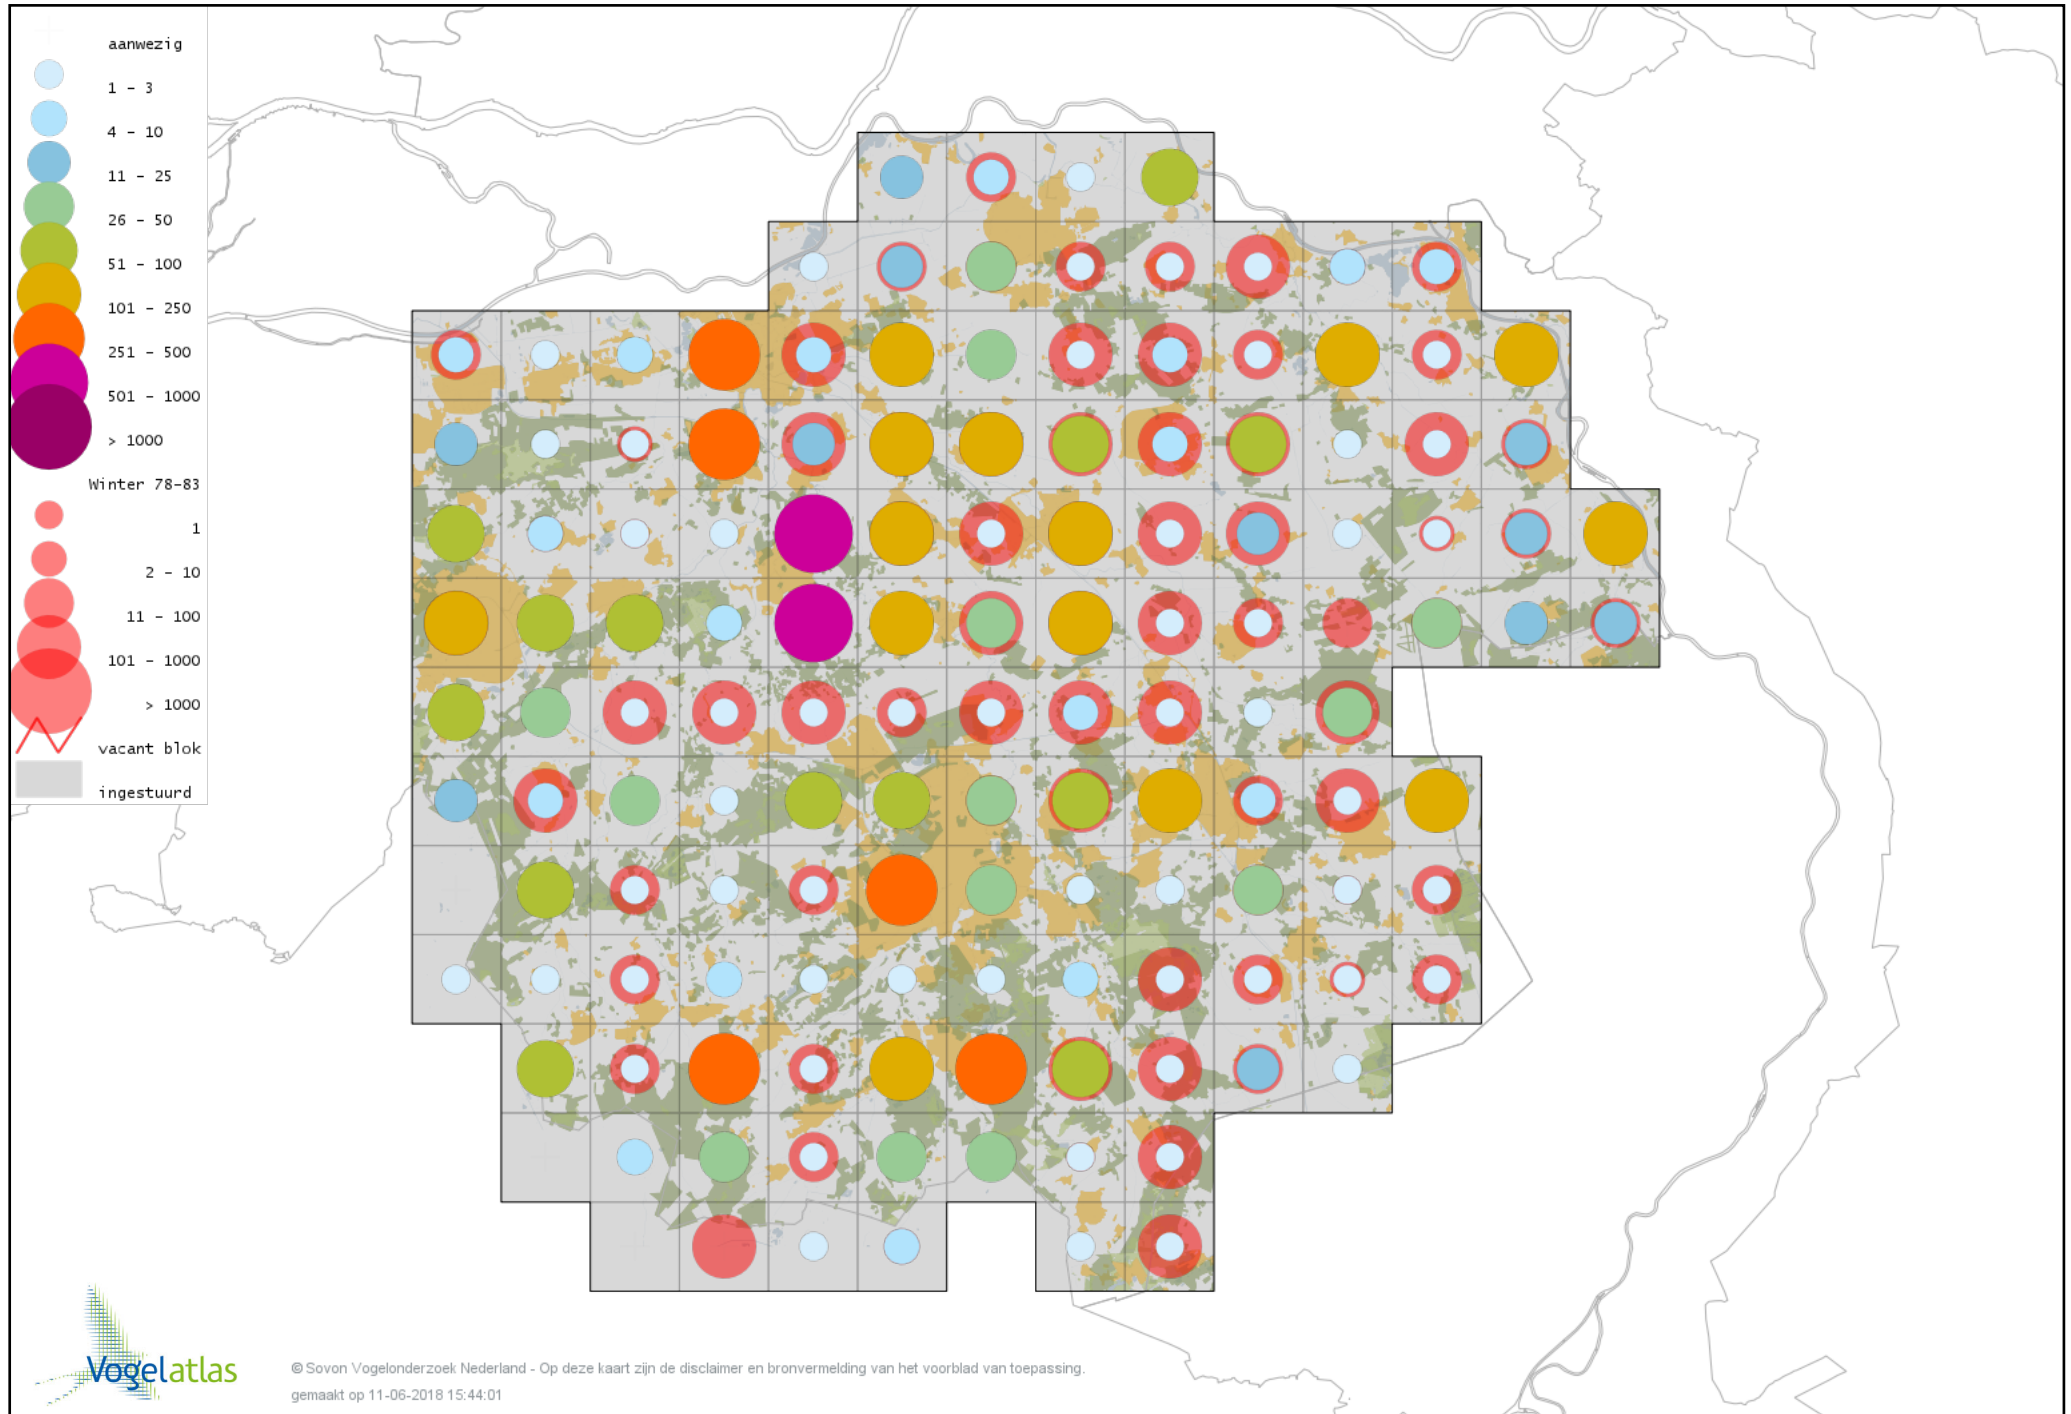 aanwezig
1 - 3
4 - 10
11 - 25
26 - 50
51 - 100
101 - 250
251 - 500
501 - 1000
> 1000
Winter 78-83
1
2 - 10
11 - 100
101 - 1000
> 1000
vacant blok
ingestuurd
Vogelatlas
© Sovon Vogelonderzoek Nederland - Op deze kaart zijn de disclaimer en bronvermelding van het voorblad van toepassing.
gemaakt op 11-06-2018 15:44:01